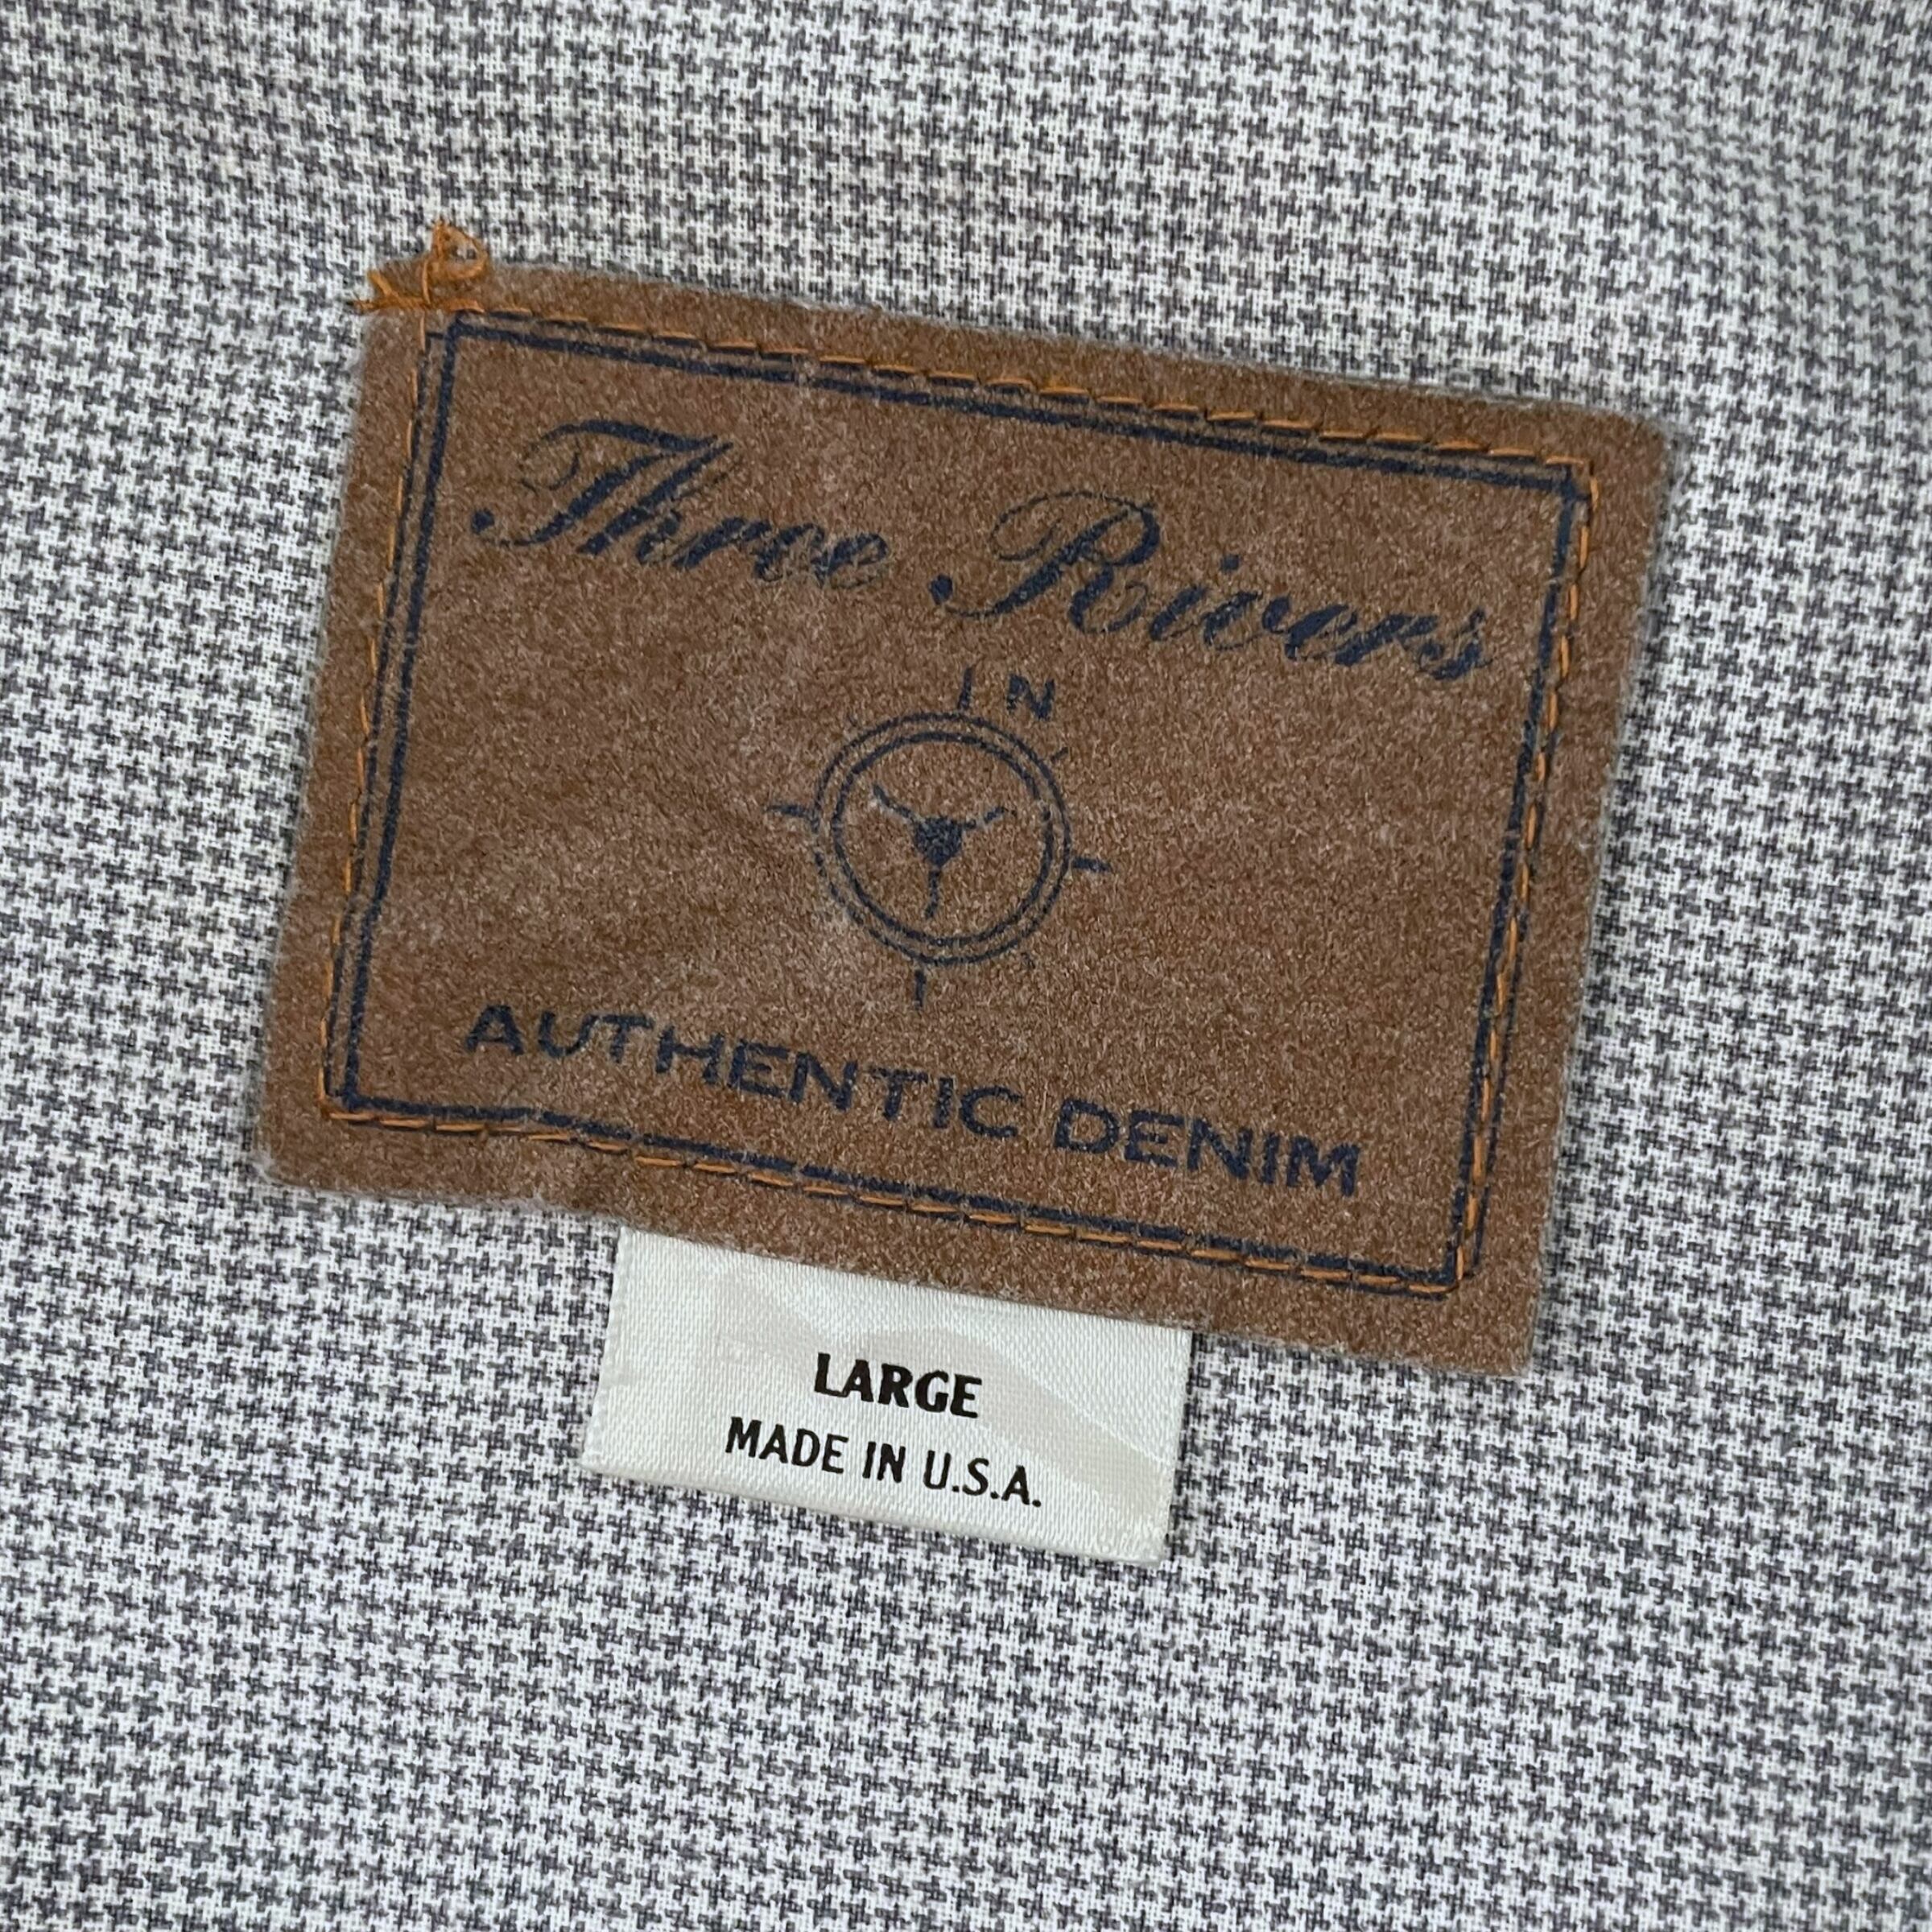 Three Rivers
IN
AUTHENTIC DENIM
LARGE
MADE IN U.S.A.